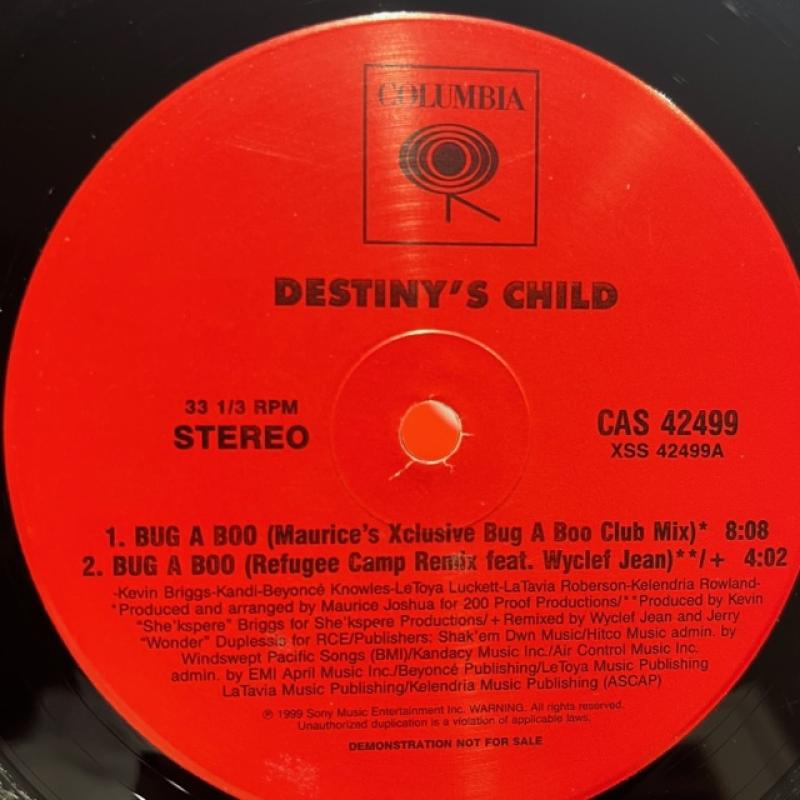 COLUMBIA
DESTINY'S CHILD
33 1/3 RPM
STEREO
CAS 42499
XSS 42499A
1. BUG A BOO (Maurice's Xclusive Bug A Boo Club Mix)* 8:08
2. BUG A BOO (Refugee Camp Remix feat. Wyclef Jean)**/+ 4:02
-Kevin Briggs-Kandi-Beyoncé Knowles-LeToya Luckett-LaTavia Roberson-Kelendria Rowland-
*Produced and arranged by Maurice Joshua for 200 Proof Productions/**Produced by Kevin
"She'kspere" Briggs for She'kspere Productions/+Remixed by Wyclef Jean and Jerry
"Wonder" Duplessis for RCE/Publishers: Shak'em Dwn Music/Hitco Music admin. by
Windswept Pacific Songs (BMI)/Kandacy Music Inc./Air Control Music Inc.
admin. by EMI April Music Inc./Beyoncé Publishing/LeToya Music Publishing
LaTavia Music Publishing/Kelendria Music Publishing (ASCAP)
℗ 1999 Sony Music Entertainment Inc. WARNING. All rights reserved.
Unauthorized duplication is a violation of applicable laws.
DEMONSTRATION NOT FOR SALE